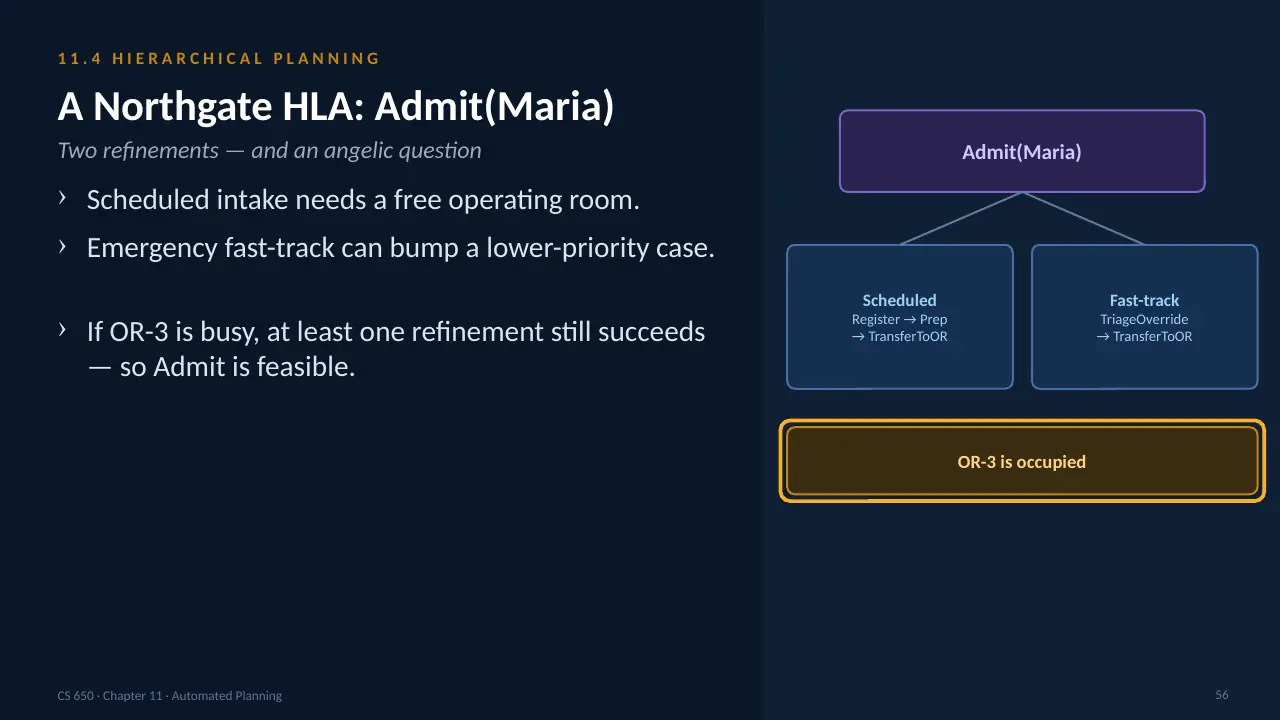 11.4 HIERARCHICAL PLANNING
A Northgate HLA: Admit(Maria)
Two refinements — and an angelic question
› Scheduled intake needs a free operating room.
› Emergency fast-track can bump a lower-priority case.
› If OR-3 is busy, at least one refinement still succeeds
— so Admit is feasible.
Admit(Maria)
Scheduled
Register → Prep
→ TransferToOR
Fast-track
TriageOverride
→ TransferToOR
OR-3 is occupied
CS 650 · Chapter 11 · Automated Planning
56